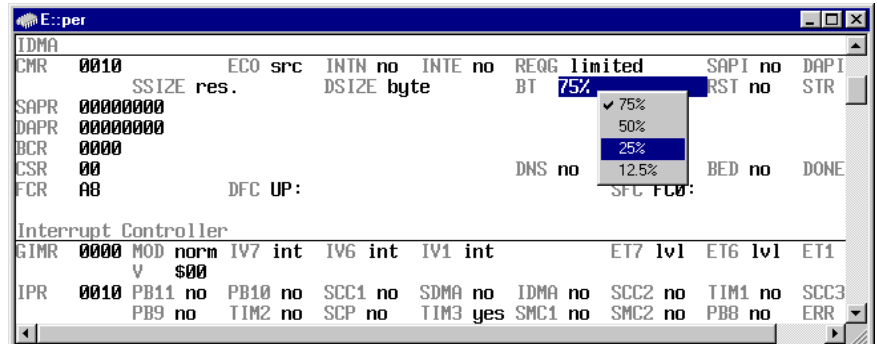 E::per
IDMA
CMR 0010 ECO src INTN no INTE no REQG limited SAPI no DAPI
SSIZE res. DSIZE byte BT 75% RST no STR
✓ 75%
50%
25%
12.5%
SAPR 00000000
DAPR 00000000
BCR 0000
CSR 00 DNS no BED no DONE
FCR A8 DFC UP: SFC FC0:
Interrupt Controller
GIMR 0000 MOD norm IV7 int IV6 int IV1 int ET7 lvl ET6 lvl ET1
V $00
IPR 0010 PB11 no PB10 no SCC1 no SDMA no IDMA no SCC2 no TIM1 no SCC3
PB9 no TIM2 no SCP no TIM3 yes SMC1 no SMC2 no PB8 no ERR